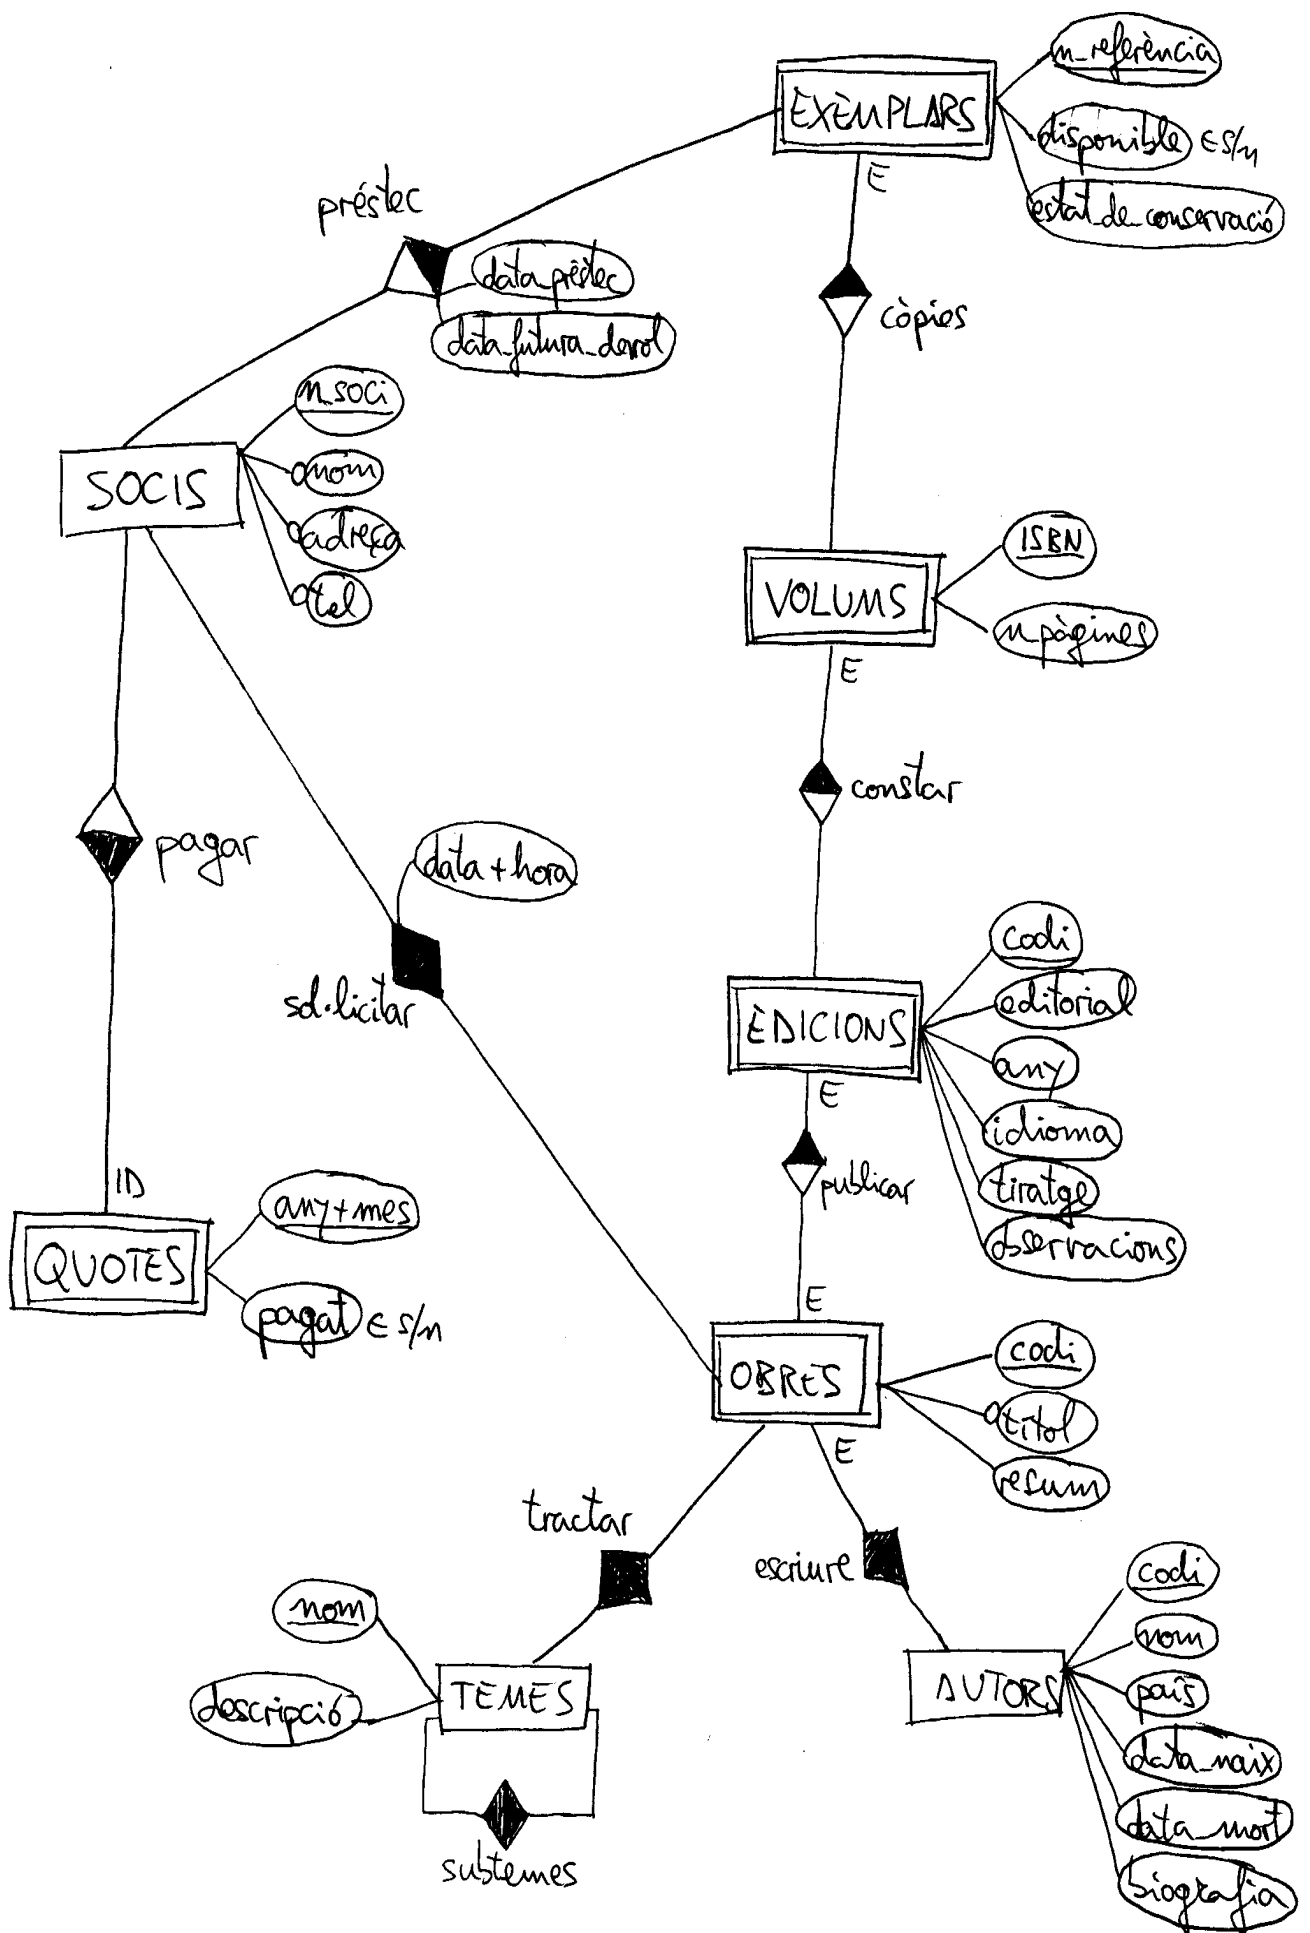 n_referència
EXEMPLARS
disponible ∈ S/n
E
estat_de_conservació
préstec
data_préstec
còpies
data_futura_devol
n_soci
SOCIS
nom
adreça
ISBN
tel
VOLUMS
n_pàgines
E
constar
pagar
data+hora
codi
sol·licitar
editorial
EDICIONS
any
E
idioma
ID
publicar
tiratge
any+mes
observacions
QUOTES
E
pagat ∈ S/n
codi
OBRES
títol
E
resum
tractar
escriure
codi
nom
nom
TEMES
AUTORS
país
descripció
data_naix
data_mort
subtemes
biografia